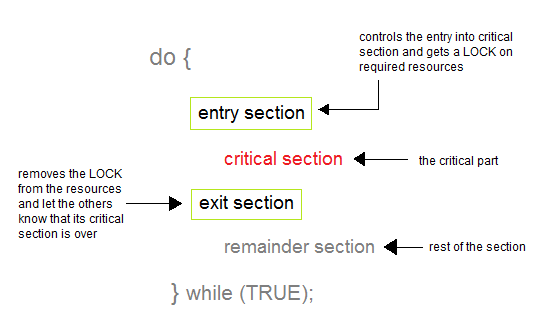 controls the entry into critical
section and gets a LOCK on
required resources
do {
entry section
critical section
the critical part
removes the LOCK
from the resources
and let the others
know that its critical
section is over
exit section
remainder section
rest of the section
} while (TRUE);